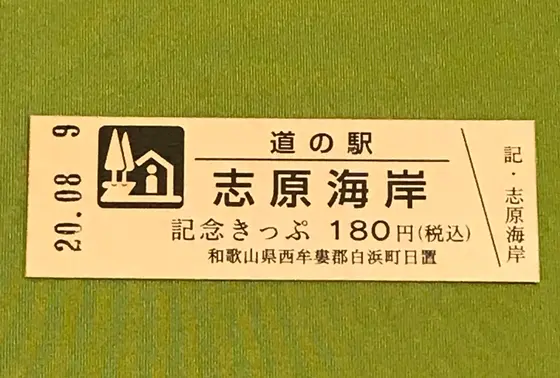 20.08 9
道の駅
志原海岸
記念きっぷ 180円(税込)
和歌山県西牟婁郡白浜町日置
記・志原海岸